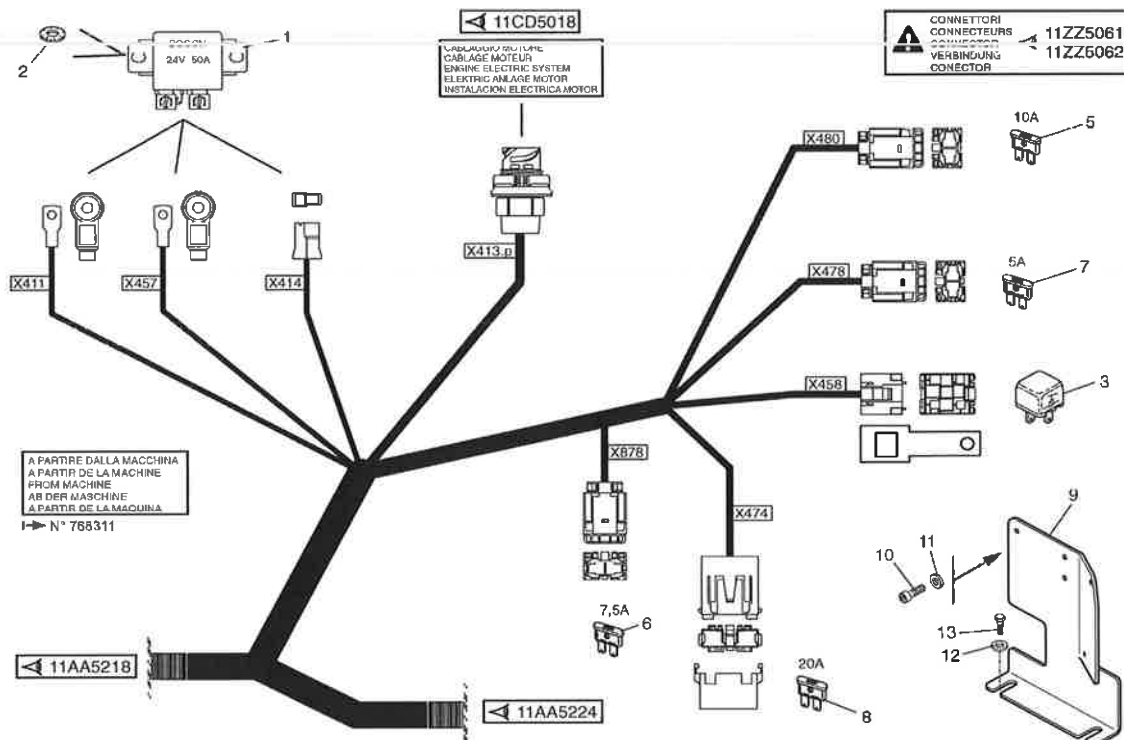 11CD5018
CABLAGGIO MOTORE
CABLAGE MOTEUR
ENGINE ELECTRIC SYSTEM
ELEKTRIC ANLAGE MOTOR
INSTALACION ELECTRICA MOTOR
CONNETTORI
CONNECTEURS
CONNECTOR
VERBINDUNG
CONECTOR
11ZZ5061
11ZZ5062
1
2
24V 50A
10A
5
X480
X411
X457
X414
X413.p
X478
5A
7
X458
3
A PARTIRE DALLA MACCHINA
A PARTIR DE LA MACHINE
FROM MACHINE
AB DER MASCHINE
A PARTIR DE LA MAQUINA
N° 768311
X878
X474
9
10
11
13
12
7,5A
6
20A
8
11AA5218
11AA5224